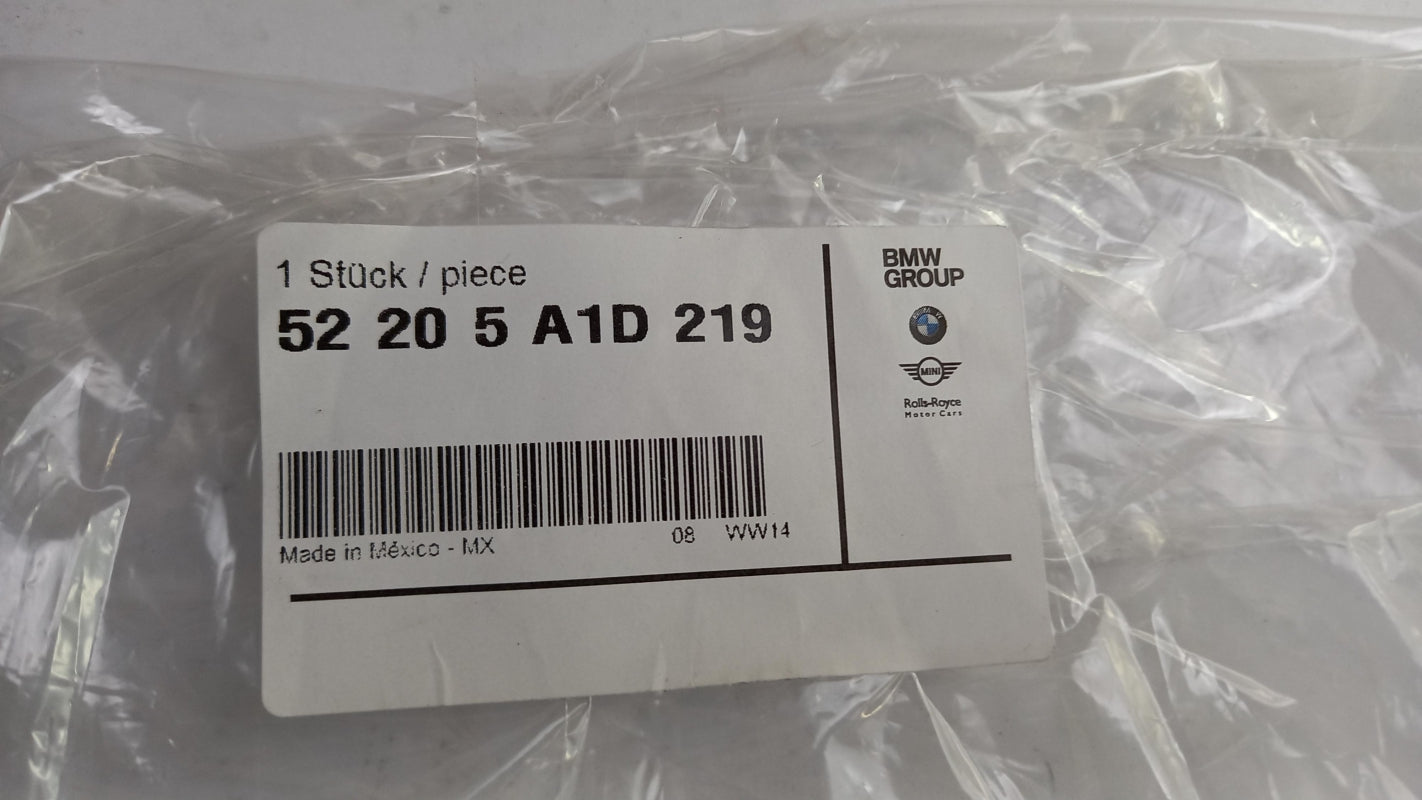 1 Stück / piece
52 20 5 A1D 219
Made in México - MX
08 WW14
BMW
GROUP
MINI
Rolls-Royce
Motor Cars